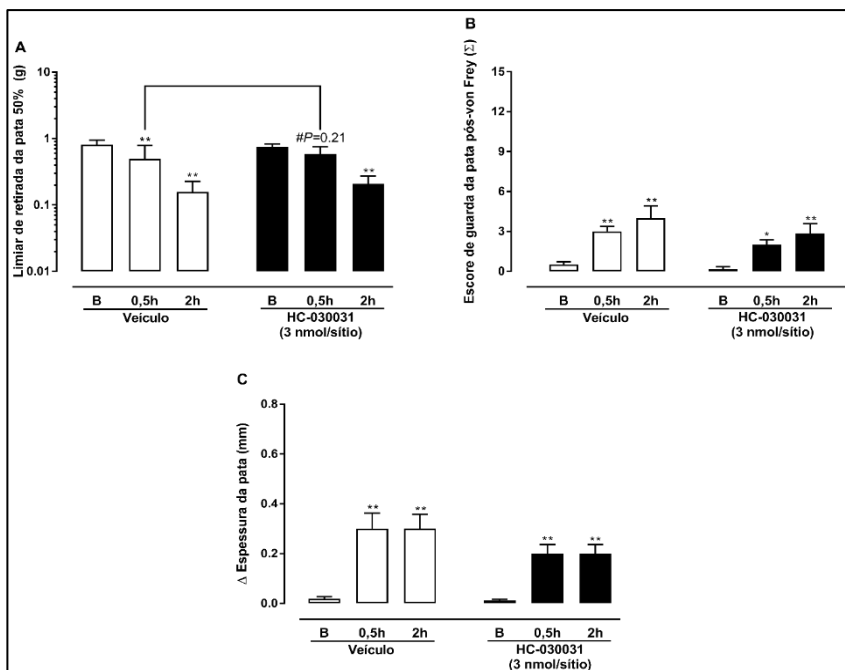 A
Limiar de retirada da pata 50% (g)
10
1
0.1
0.01
**
**
#P=0.21
**
B 0,5h 2h B 0,5h 2h
Veículo HC-030031
(3 nmol/sítio)
B
Escore de guarda da pata pós-von Frey (Σ)
15
12
9
6
3
0
**
**
*
**
B 0,5h 2h B 0,5h 2h
Veículo HC-030031
(3 nmol/sítio)
C
Δ Espessura da pata (mm)
0.8
0.6
0.4
0.2
0.0
** **
** **
B 0,5h 2h B 0,5h 2h
Veículo HC-030031
(3 nmol/sítio)